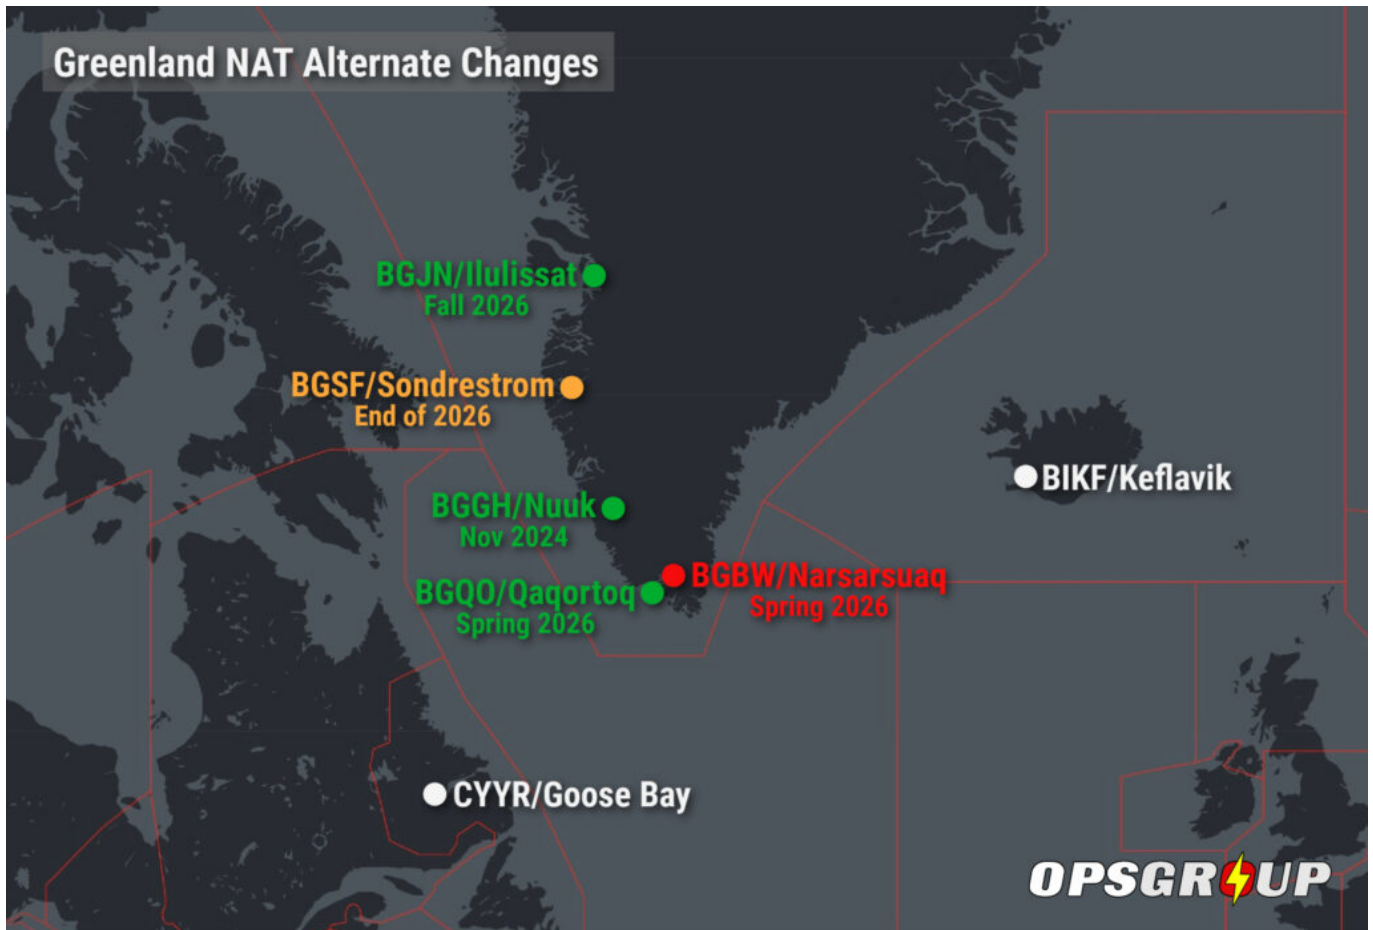 Greenland NAT Alternate Changes
BGJN/Ilulissat
Fall 2026
BGSF/Sondrestrom
End of 2026
BIKF/Keflavik
BGGH/Nuuk
Nov 2024
BGBW/Narsarsuaq
Spring 2026
BGQO/Qaqortoq
Spring 2026
CYYR/Goose Bay
OPSGROUP